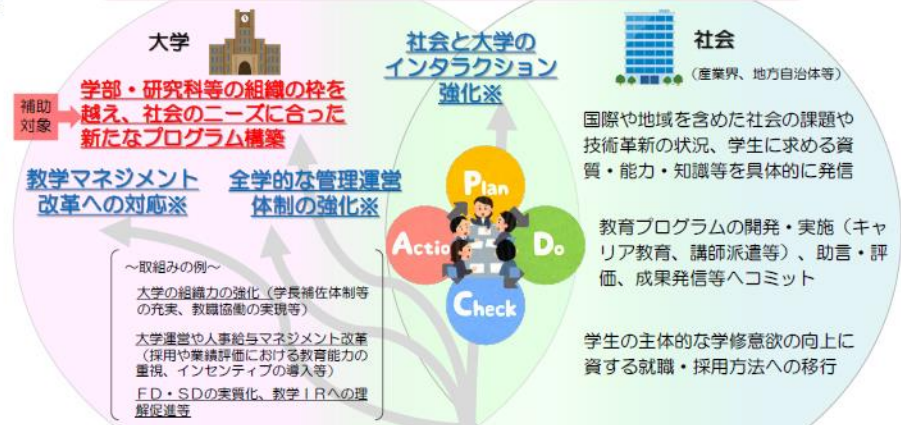 大学
補助
対象
学部・研究科等の組織の枠を
越え、社会のニーズに合った
新たなプログラム構築
教学マネジメント
改革への対応※
全学的な管理運営
体制の強化※
～取組みの例～
大学の組織力の強化（学長補佐体制等
の充実、教職協働の実現等）
大学運営や人事給与マネジメント改革
（採用や業績評価における教育能力の
重視、インセンティブの導入等）
ＦＤ・ＳＤの実質化、教学ＩＲへの理
解促進等
社会と大学の
インタラクション
強化※
Plan
Actio
Do
Check
社会
（産業界、地方自治体等）
国際や地域を含めた社会の課題や
技術革新の状況、学生に求める資
質・能力・知識等を具体的に発信
教育プログラムの開発・実施（キャ
リア教育、講師派遣等）、助言・評
価、成果発信等へコミット
学生の主体的な学修意欲の向上に
資する就職・採用方法への移行